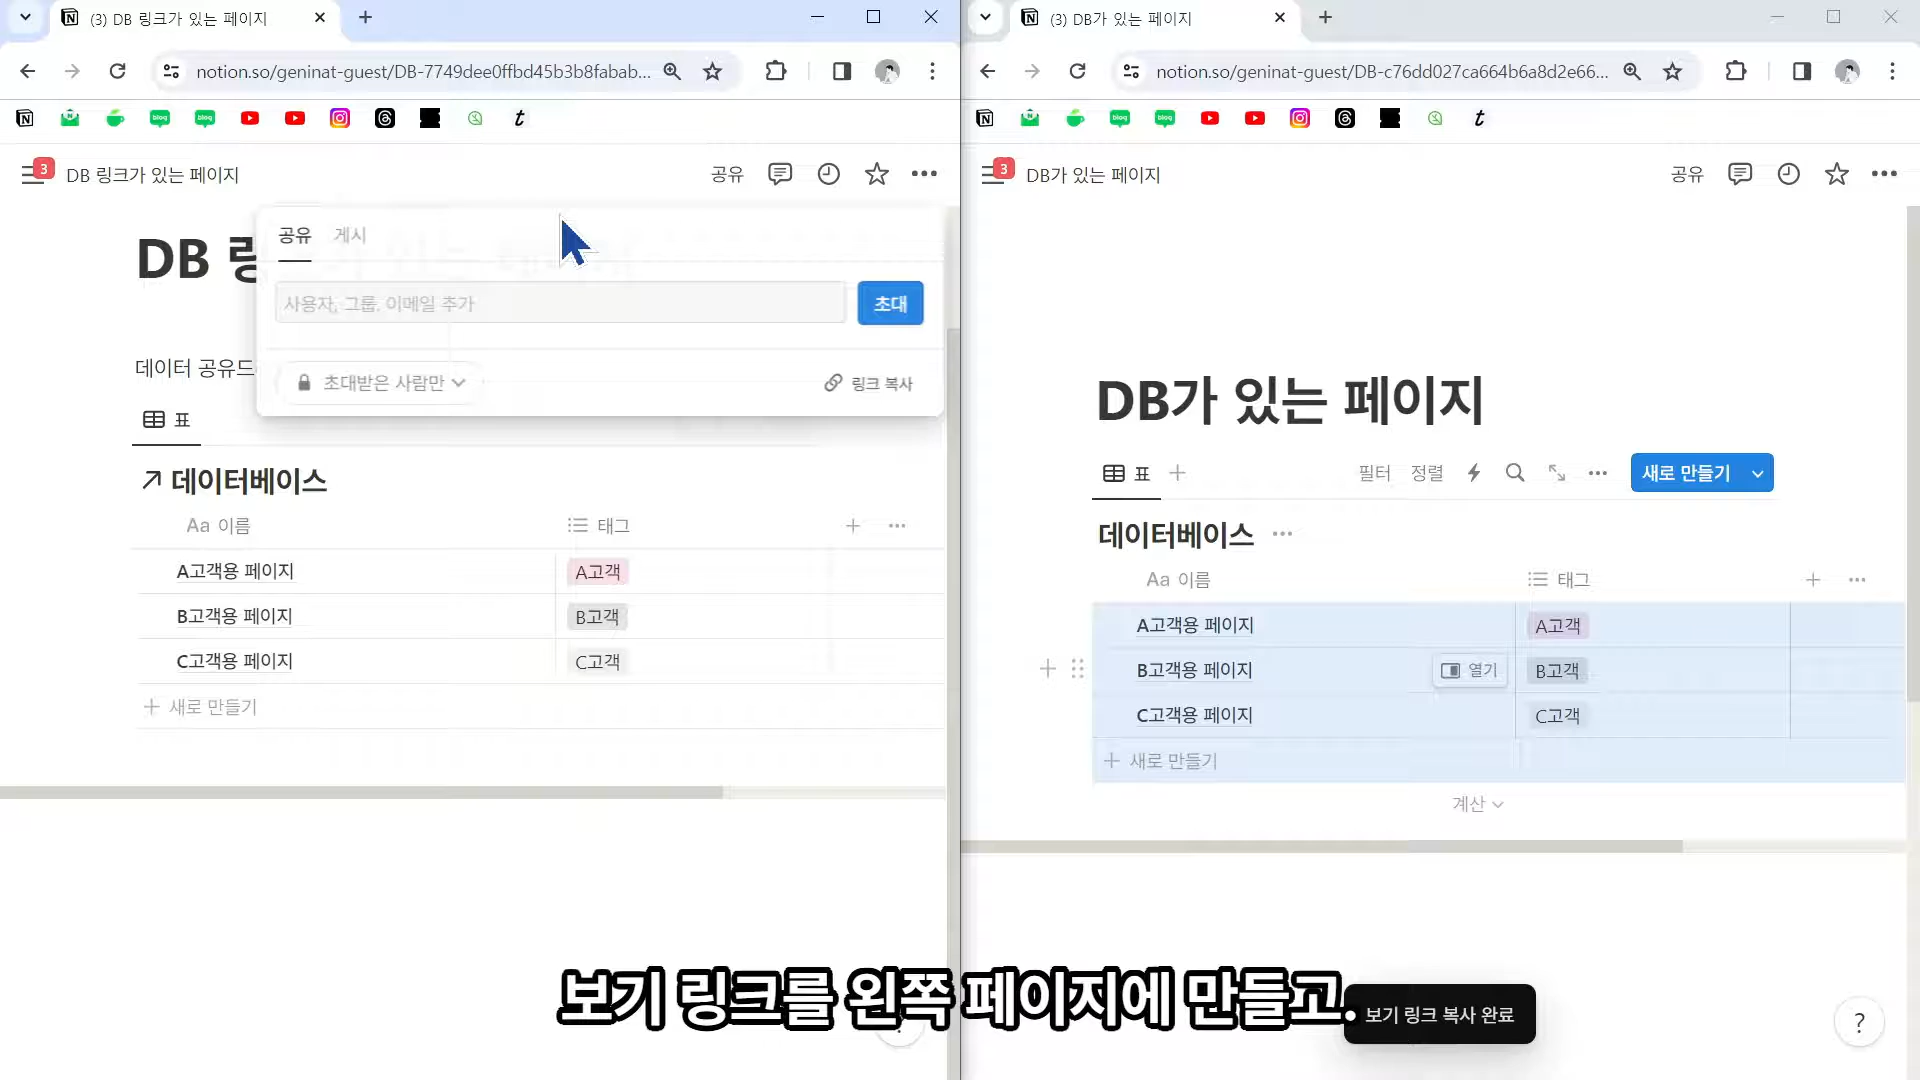 (3) DB 링크가 있는 페이지
notion.so/geninat-guest/DB-7749dee0ffbd45b3b8fabab...
3
DB 링크가 있는 페이지
공유
DB 링
공유
게시
사용자, 그룹, 이메일 추가
초대
초대받은 사람만
링크 복사
데이터 공유드
표
데이터베이스
Aa 이름
태그
A고객용 페이지
A고객
B고객용 페이지
B고객
C고객용 페이지
C고객
새로 만들기
(3) DB가 있는 페이지
notion.so/geninat-guest/DB-c76dd027ca664b6a8d2e66...
blog
blog
blog
blog
3
DB가 있는 페이지
공유
DB가 있는 페이지
표
필터
정렬
새로 만들기
데이터베이스
Aa 이름
태그
A고객용 페이지
A고객
B고객용 페이지
열기
B고객
C고객용 페이지
C고객
새로 만들기
계산
보기 링크를 왼쪽 페이지에 만들고.
보기 링크 복사 완료
?